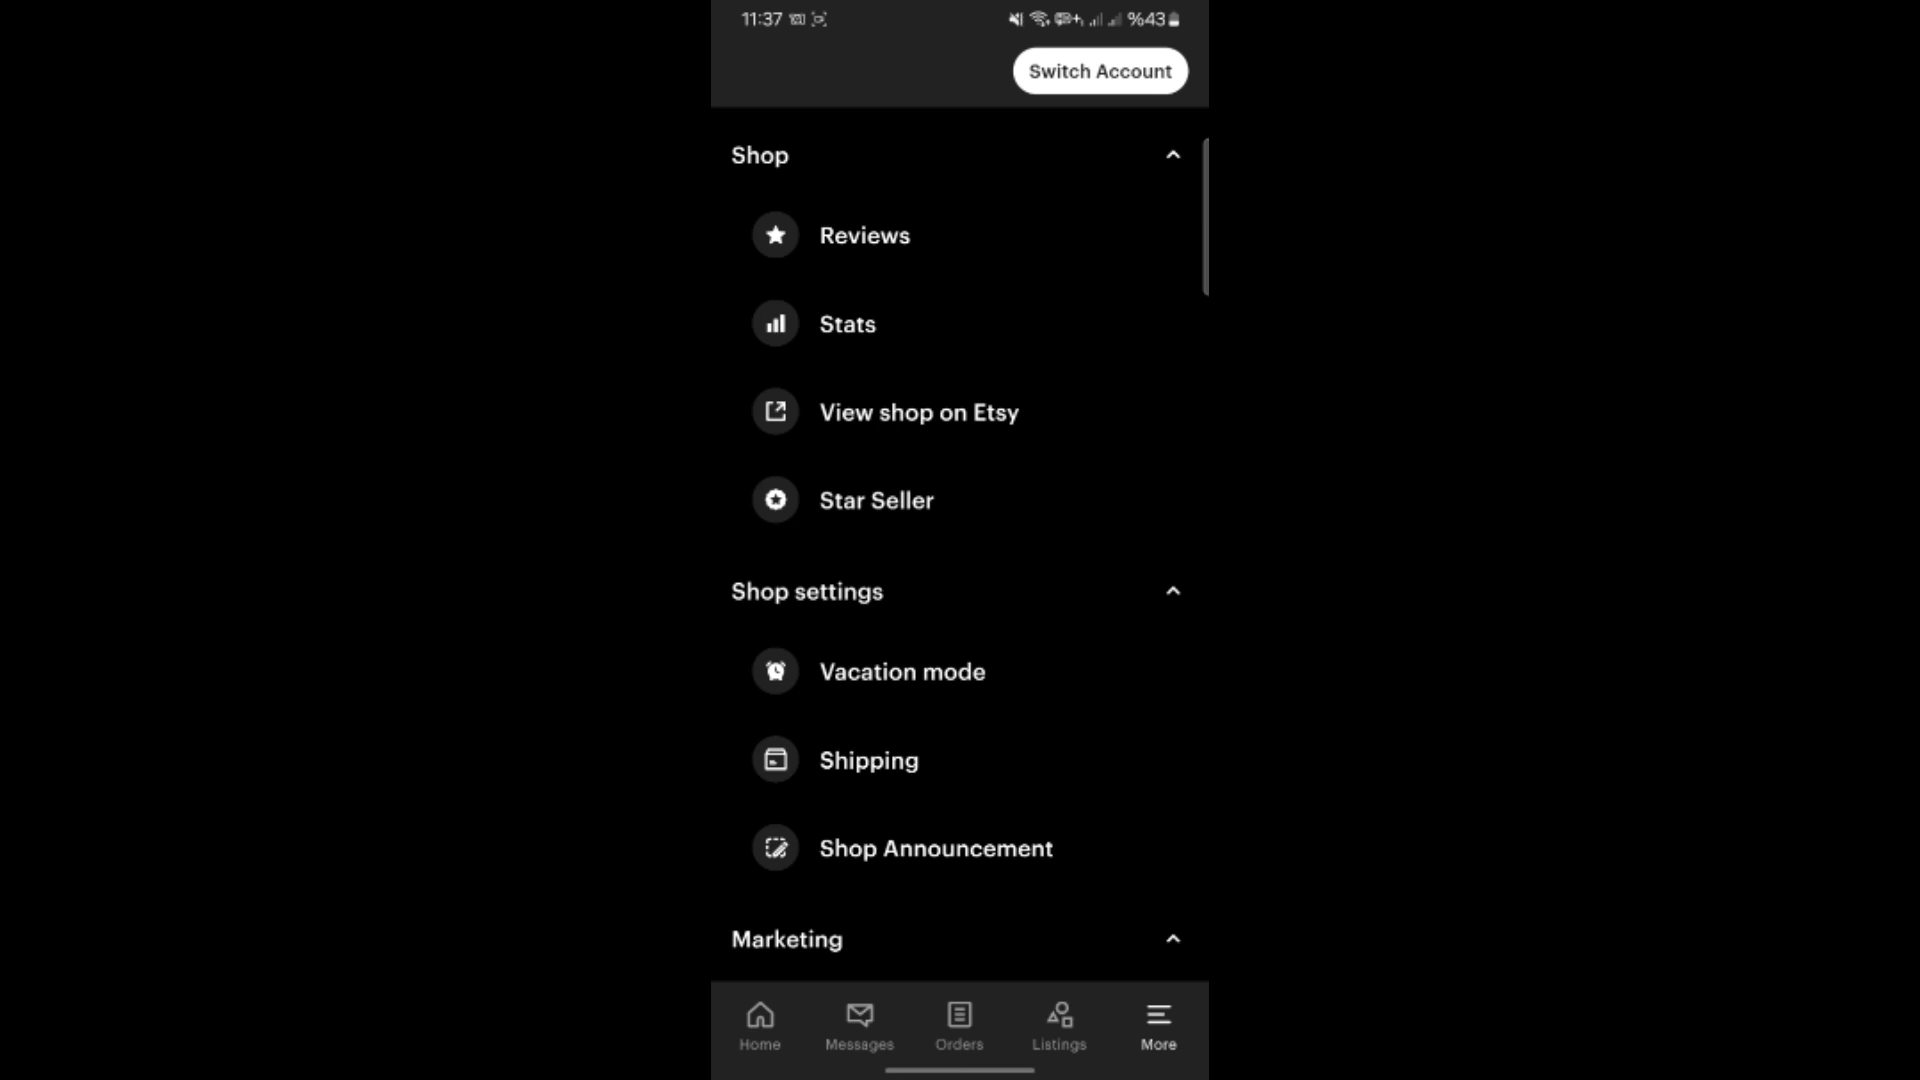 11:37 %43
Switch Account
Shop
Reviews
Stats
View shop on Etsy
Star Seller
Shop settings
Vacation mode
Shipping
Shop Announcement
Marketing
Home Messages Orders Listings More